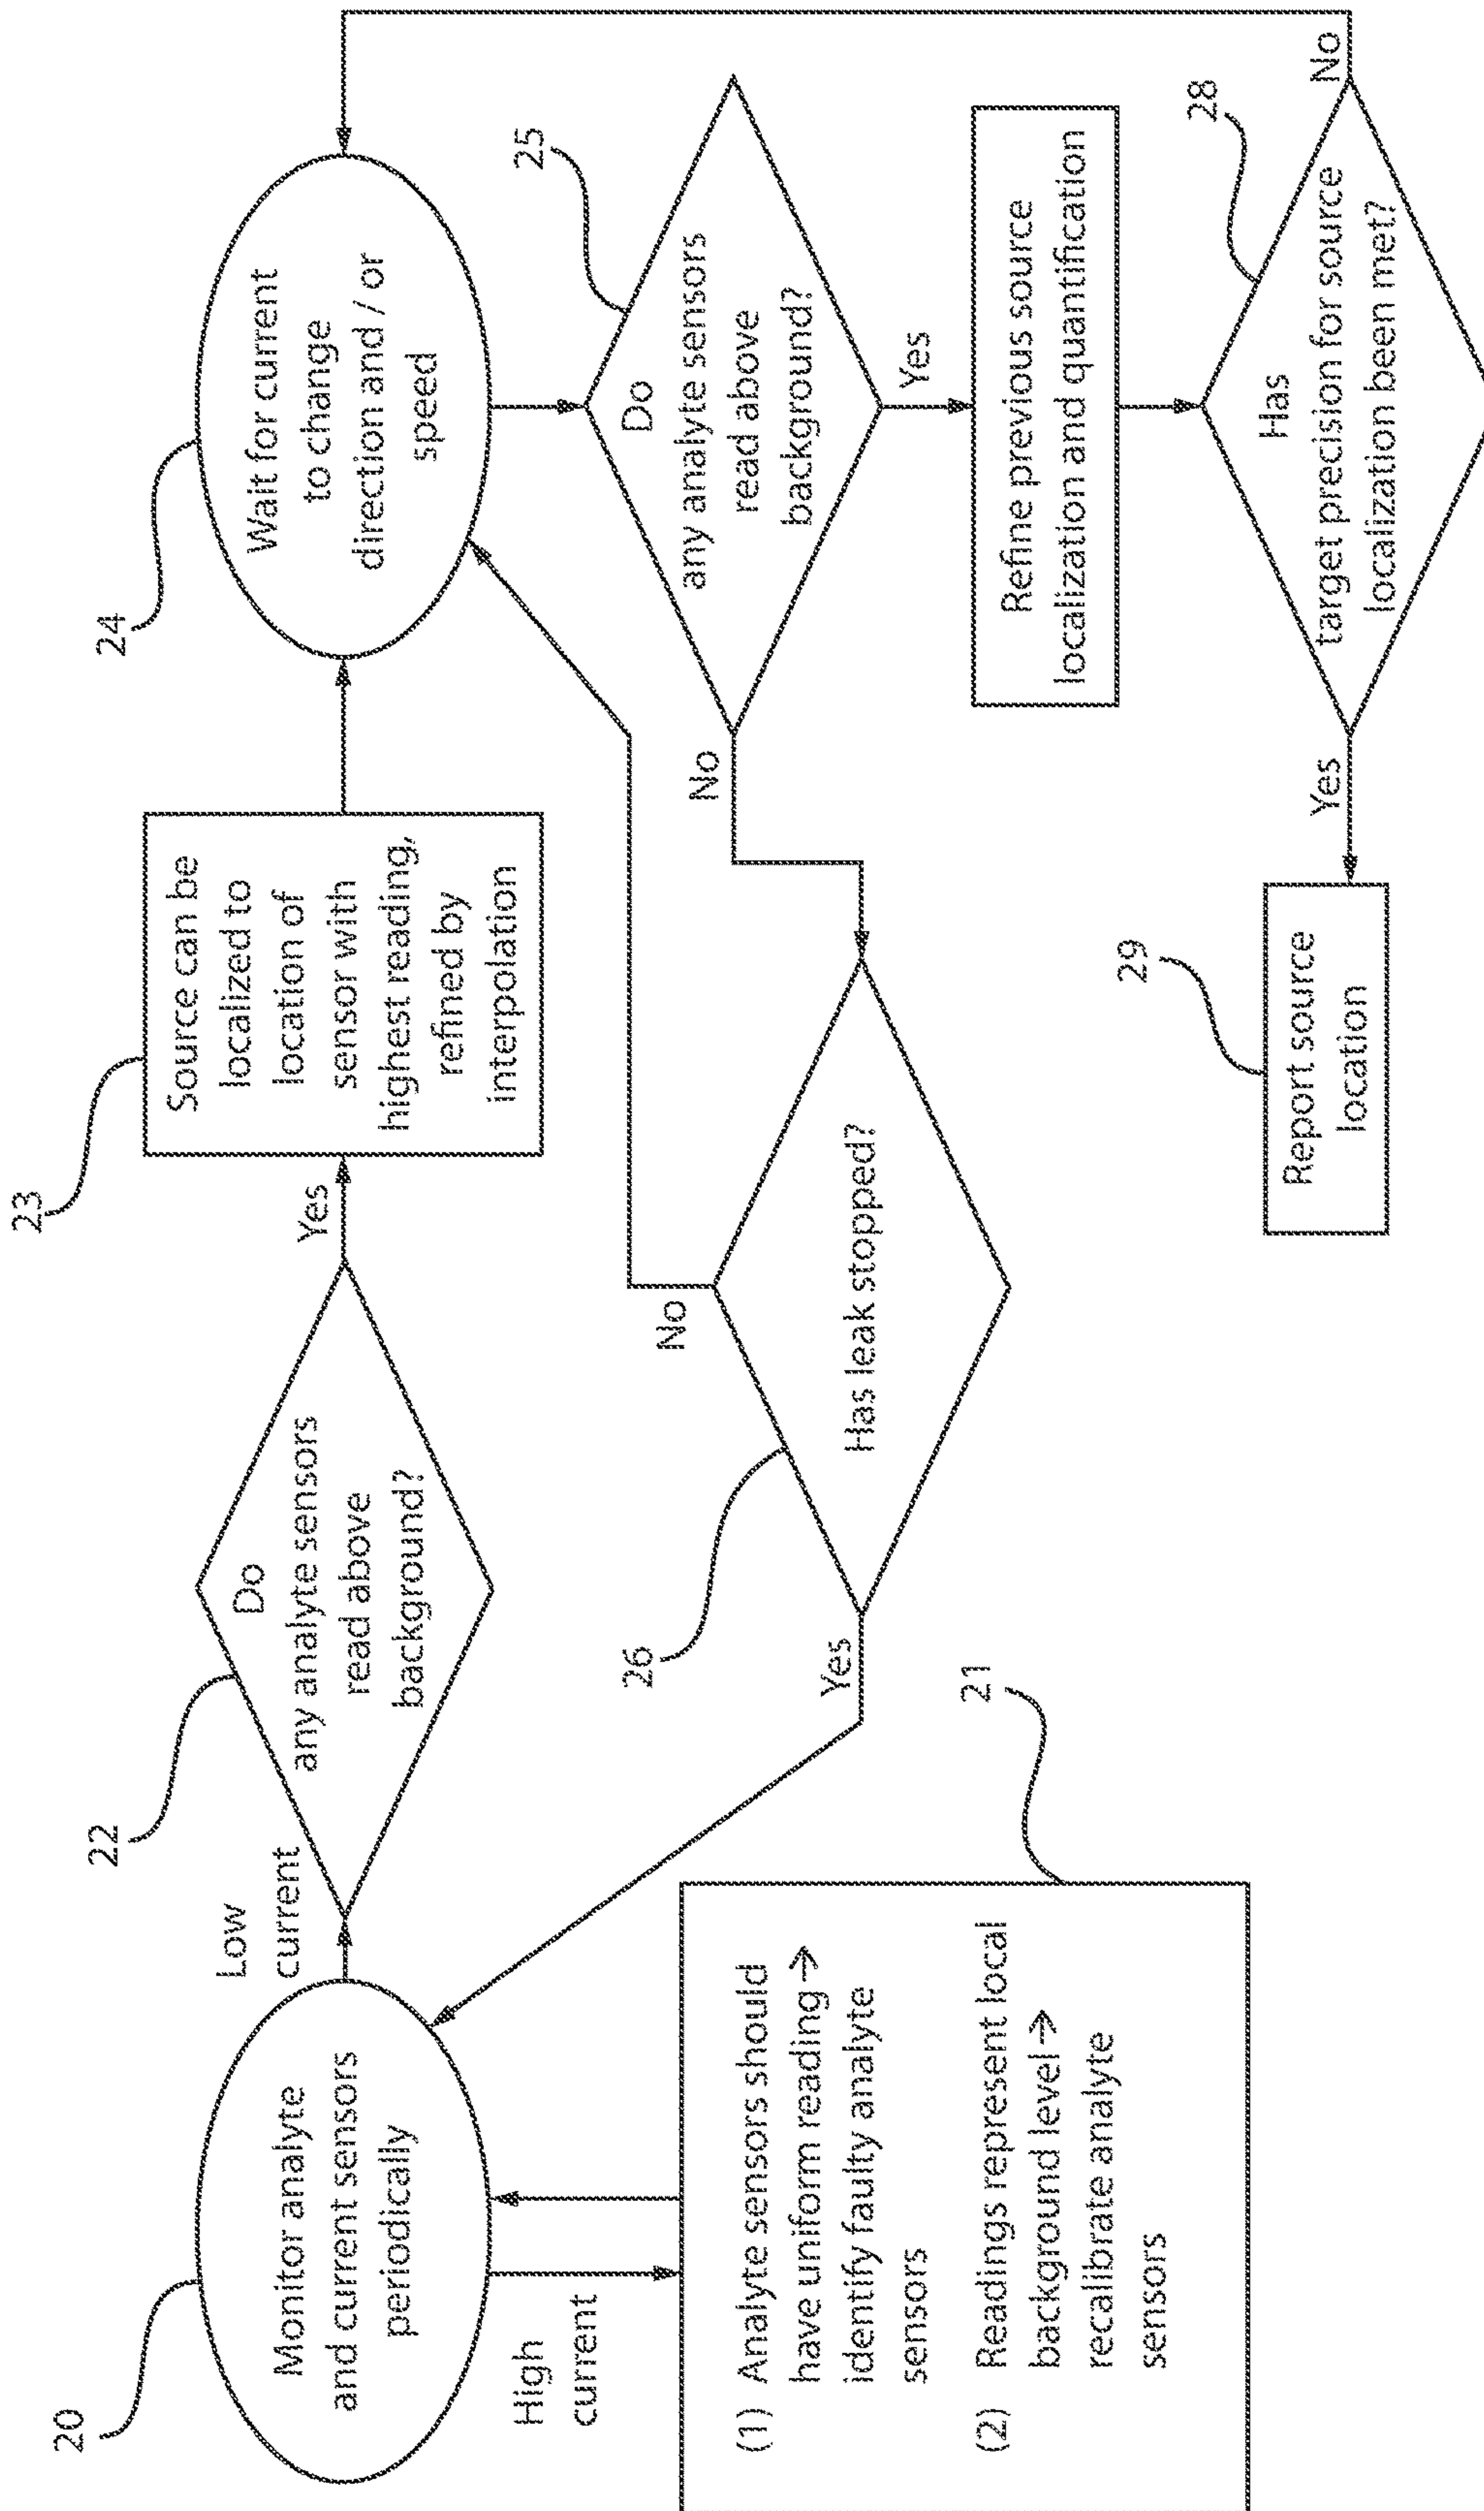 20
Monitor analyte
and current sensors
periodically
Low
current
High
current
22
Do
any analyte sensors
read above
background?
Yes
23
Source can be
localized to
location of
sensor with
highest reading,
refined by
interpolation
24
Wait for current
to change
direction and / or
speed
25
Do
any analyte sensors
read above
background?
No
Yes
26
Has leak stopped?
No
Yes
21
(1) Analyte sensors should
have uniform reading →
identify faulty analyte
sensors
(2) Readings represent local
background level →
recalibrate analyte
sensors
Refine previous source
localization and quantification
28
Has
target precision for source
localization been met?
No
Yes
29
Report source
location